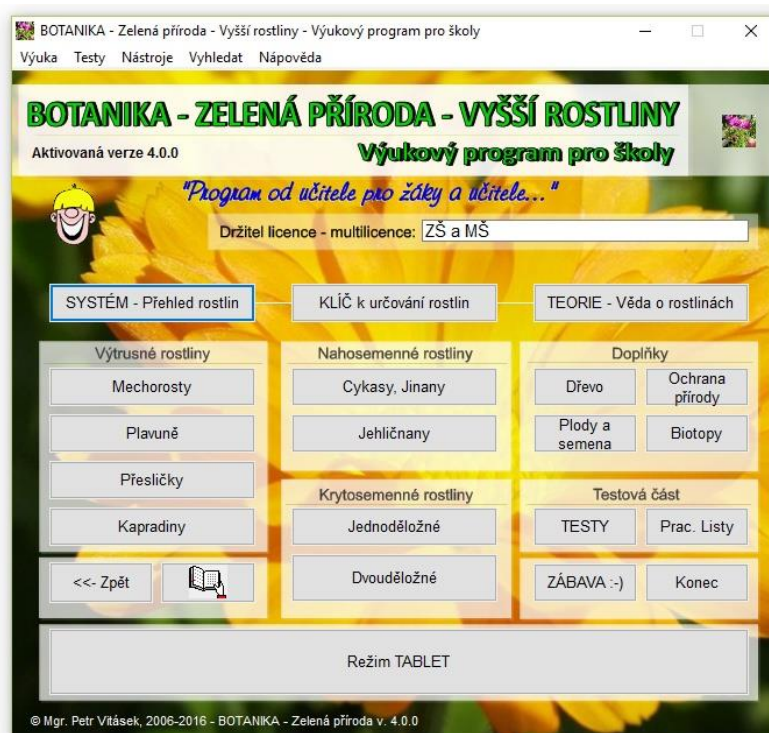 BOTANIKA - Zelená příroda - Vyšší rostliny - Výukový program pro školy
Výuka Testy Nástroje Vyhledat Nápověda
BOTANIKA - ZELENÁ PŘÍRODA - VYŠŠÍ ROSTLINY
Aktivovaná verze 4.0.0
Výukový program pro školy
"Program od učitele pro žáky a učitele..."
Držitel licence - multilicence: ZŠ a MŠ
SYSTÉM - Přehled rostlin
KLÍČ k určování rostlin
TEORIE - Věda o rostlinách
Výtrusné rostliny
Mechorosty
Plavuně
Přesličky
Kapradiny
<<- Zpět
Nahosemenné rostliny
Cykasy, Jinany
Jehličnany
Krytosemenné rostliny
Jednoděložné
Dvouděložné
Doplňky
Dřevo
Ochrana
přírody
Plody a
semena
Biotopy
Testová část
TESTY
Prac. Listy
ZÁBAVA :-)
Konec
Režim TABLET
© Mgr. Petr Vitásek, 2006-2016 - BOTANIKA - Zelená příroda v. 4.0.0